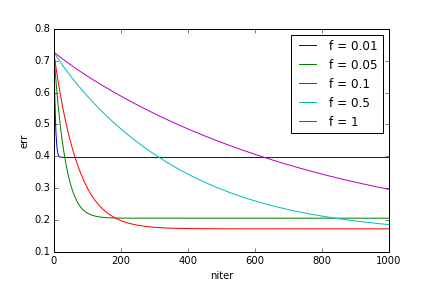 0.8
0.7
0.6
0.5
0.4
0.3
0.2
0.1
err
f = 0.01
f = 0.05
f = 0.1
f = 0.5
f = 1
0 200 400 600 800 1000
niter